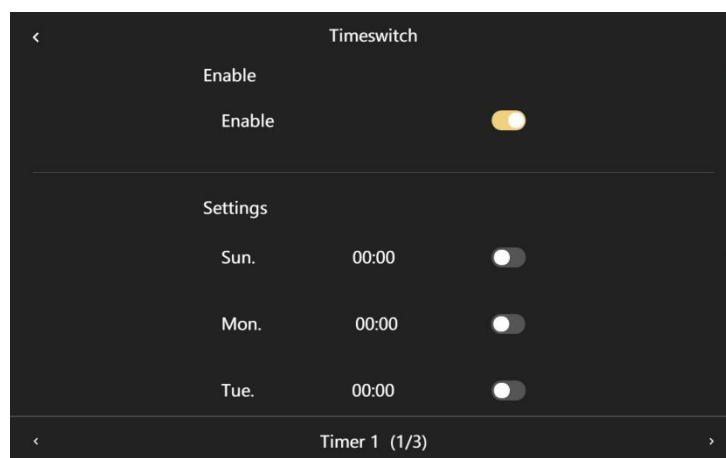 Timeswitch
Enable
Enable
Settings
Sun. 00:00
Mon. 00:00
Tue. 00:00
Timer 1 (1/3)